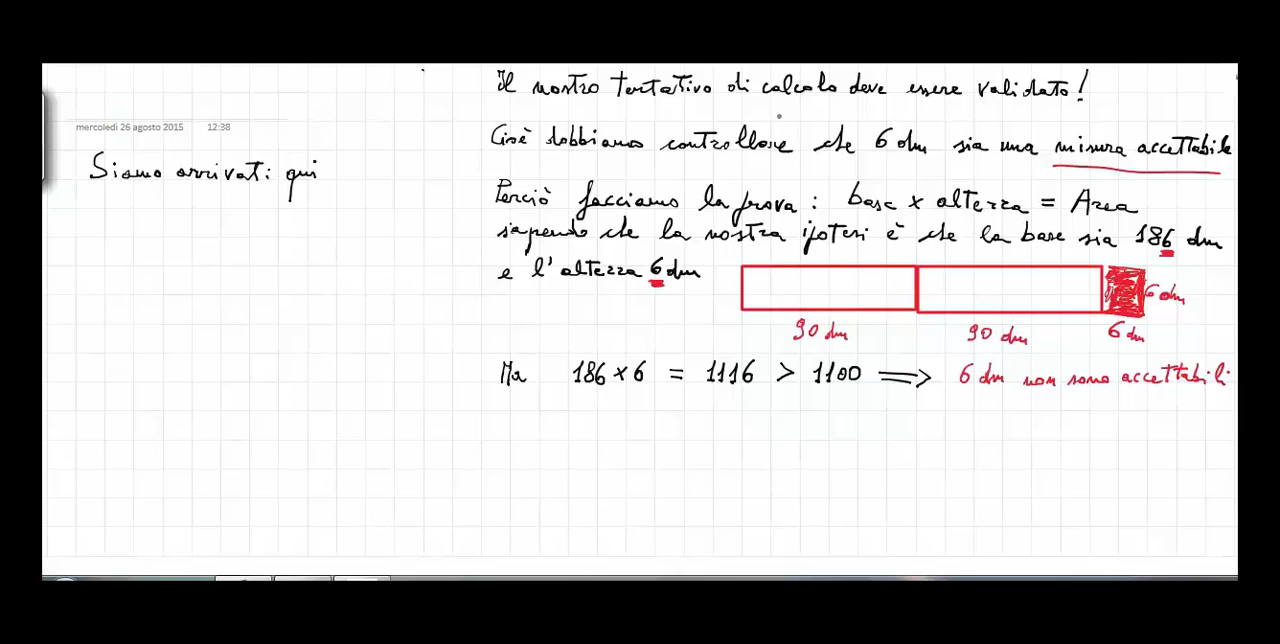 Il nostro tentativo di calcolo deve essere validato!
mercoledì 26 agosto 2015 12:38
Cioè dobbiamo controllare che 6 dm sia una misura accettabile
Siamo arrivati qui
Perciò facciamo la prova: base x altezza = Area
sapendo che la nostra ipotesi è che la base sia 186 dm
e l'altezza 6 dm
6 dm
90 dm 90 dm 6 dm
Ma 186 x 6 = 1116 > 1100 ⟹ 6 dm non sono accettabili